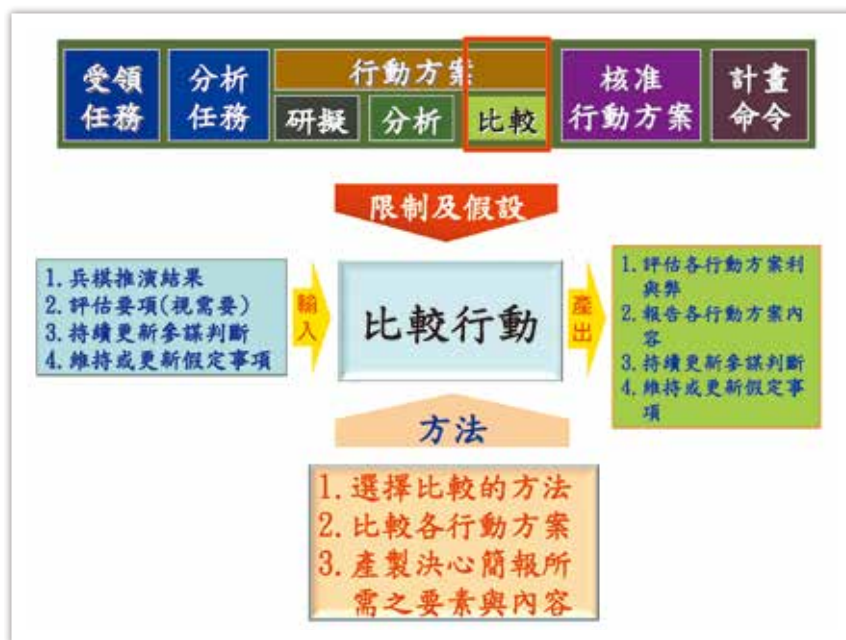 受領
任務
分析
任務
行動方案
研擬
分析
比較
核准
行動方案
計畫
命令
限制及假設
1. 兵棋推演結果
2. 評估要項(視需要)
3. 持續更新參謀判斷
4. 維持或更新假定事項
輸
入
比較行動
產
出
1. 評估各行動方案利
與弊
2. 報告各行動方案內
容
3. 持續更新參謀判斷
4. 維持或更新假定事
項
方法
1. 選擇比較的方法
2. 比較各行動方案
3. 產製決心簡報所
需之要素與內容